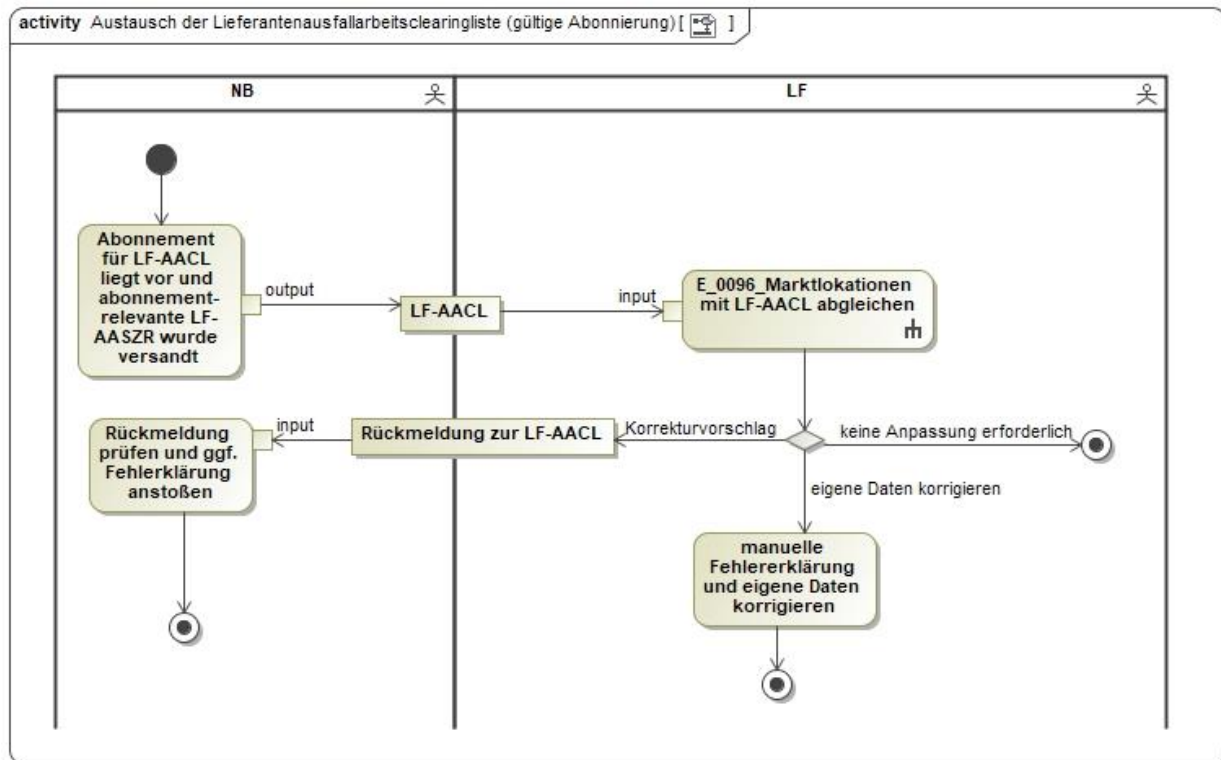 activity Austausch der Lieferantenausfallarbeitsclearingliste (gültige Abonnierung) [ ]
NB
LF
Abonnement
für LF-AACL
liegt vor und
abonnement-
relevante LF-
AASZR wurde
versandt
output
LF-AACL
input
E_0096_Marktlokationen
mit LF-AACL abgleichen
Rückmeldung
prüfen und ggf.
Fehlerklärung
anstoßen
input
Rückmeldung zur LF-AACL
Korrekturvorschlag
keine Anpassung erforderlich
eigene Daten korrigieren
manuelle
Fehlererklärung
und eigene Daten
korrigieren